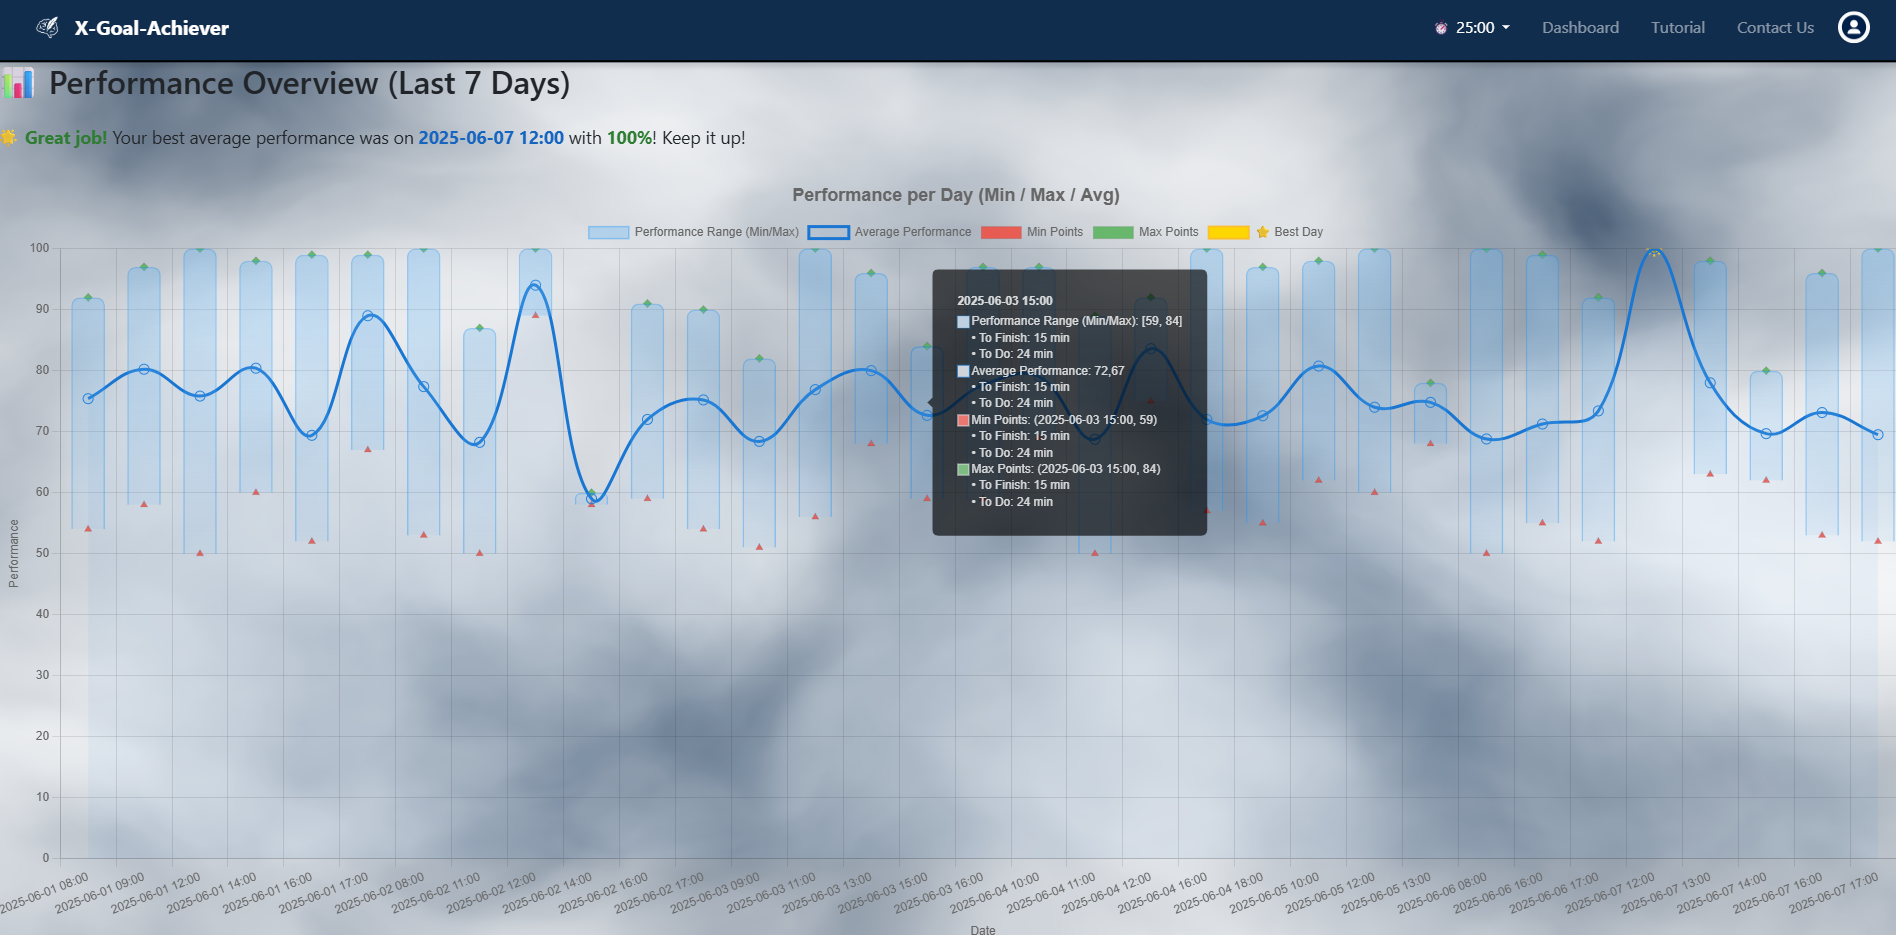 X-Goal-Achiever
25:00
Dashboard
Tutorial
Contact Us
Performance Overview (Last 7 Days)
Great job! Your best average performance was on 2025-06-07 12:00 with 100%! Keep it up!
Performance per Day (Min / Max / Avg)
Performance Range (Min/Max)
Average Performance
Min Points
Max Points
Best Day
100
90
80
70
60
50
40
30
20
10
0
Performance
2025-06-03 15:00
Performance Range (Min/Max): [59, 84]
• To Finish: 15 min
• To Do: 24 min
Average Performance: 72,67
• To Finish: 15 min
• To Do: 24 min
Min Points: (2025-06-03 15:00, 59)
• To Finish: 15 min
• To Do: 24 min
Max Points: (2025-06-03 15:00, 84)
• To Finish: 15 min
• To Do: 24 min
2025-06-01 08:00
2025-06-01 09:00
2025-06-01 12:00
2025-06-01 14:00
2025-06-01 16:00
2025-06-01 17:00
2025-06-02 08:00
2025-06-02 11:00
2025-06-02 12:00
2025-06-02 14:00
2025-06-02 16:00
2025-06-02 17:00
2025-06-03 09:00
2025-06-03 11:00
2025-06-03 13:00
2025-06-03 15:00
2025-06-03 16:00
2025-06-04 10:00
2025-06-04 11:00
2025-06-04 12:00
2025-06-04 16:00
2025-06-04 18:00
2025-06-05 10:00
2025-06-05 12:00
2025-06-05 13:00
2025-06-06 08:00
2025-06-06 16:00
2025-06-06 17:00
2025-06-07 12:00
2025-06-07 13:00
2025-06-07 14:00
2025-06-07 16:00
2025-06-07 17:00
Date